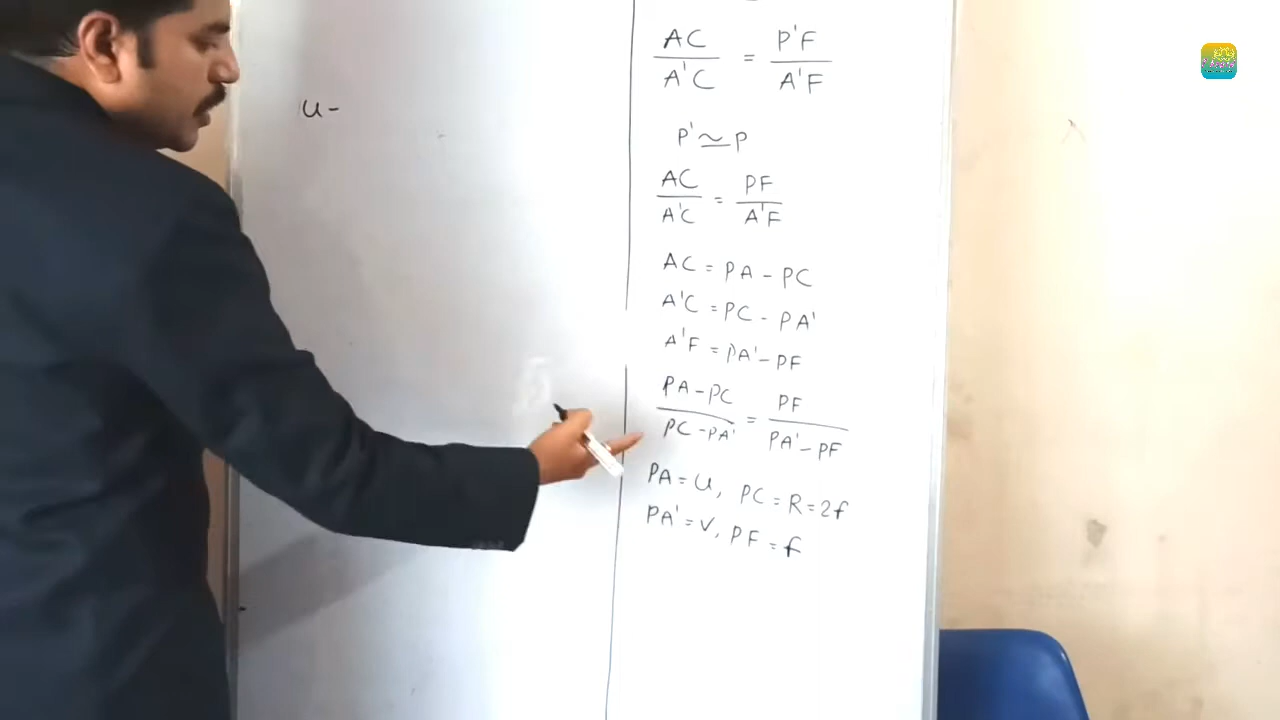 u -
AC / A'C = P'F / A'F
P' ≃ P
AC / A'C = PF / A'F
AC = PA - PC
A'C = PC - PA'
A'F = PA' - PF
PA - PC / PC - PA' = PF / PA' - PF
PA = u, PC = R = 2f
PA' = v, PF = f